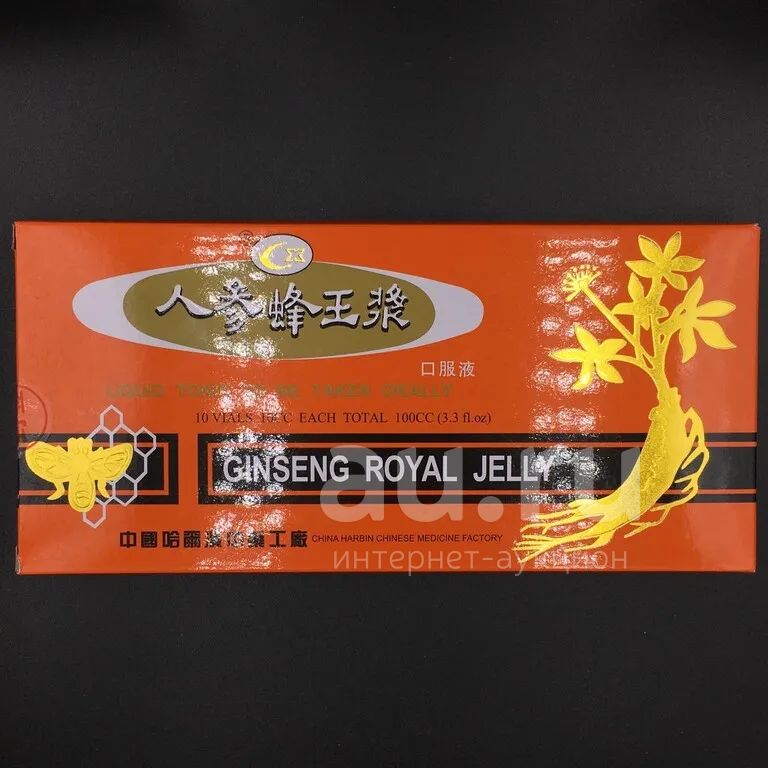 人参蜂王浆
口服液
LIQUID TONIC TO BE TAKEN ORALLY
10 VIALS 10CC EACH TOTAL 100CC (3.3 fl.oz)
GINSENG ROYAL JELLY
中國哈爾濱中藥工廠 CHINA HARBIN CHINESE MEDICINE FACTORY
au.ru
интернет-аукцион